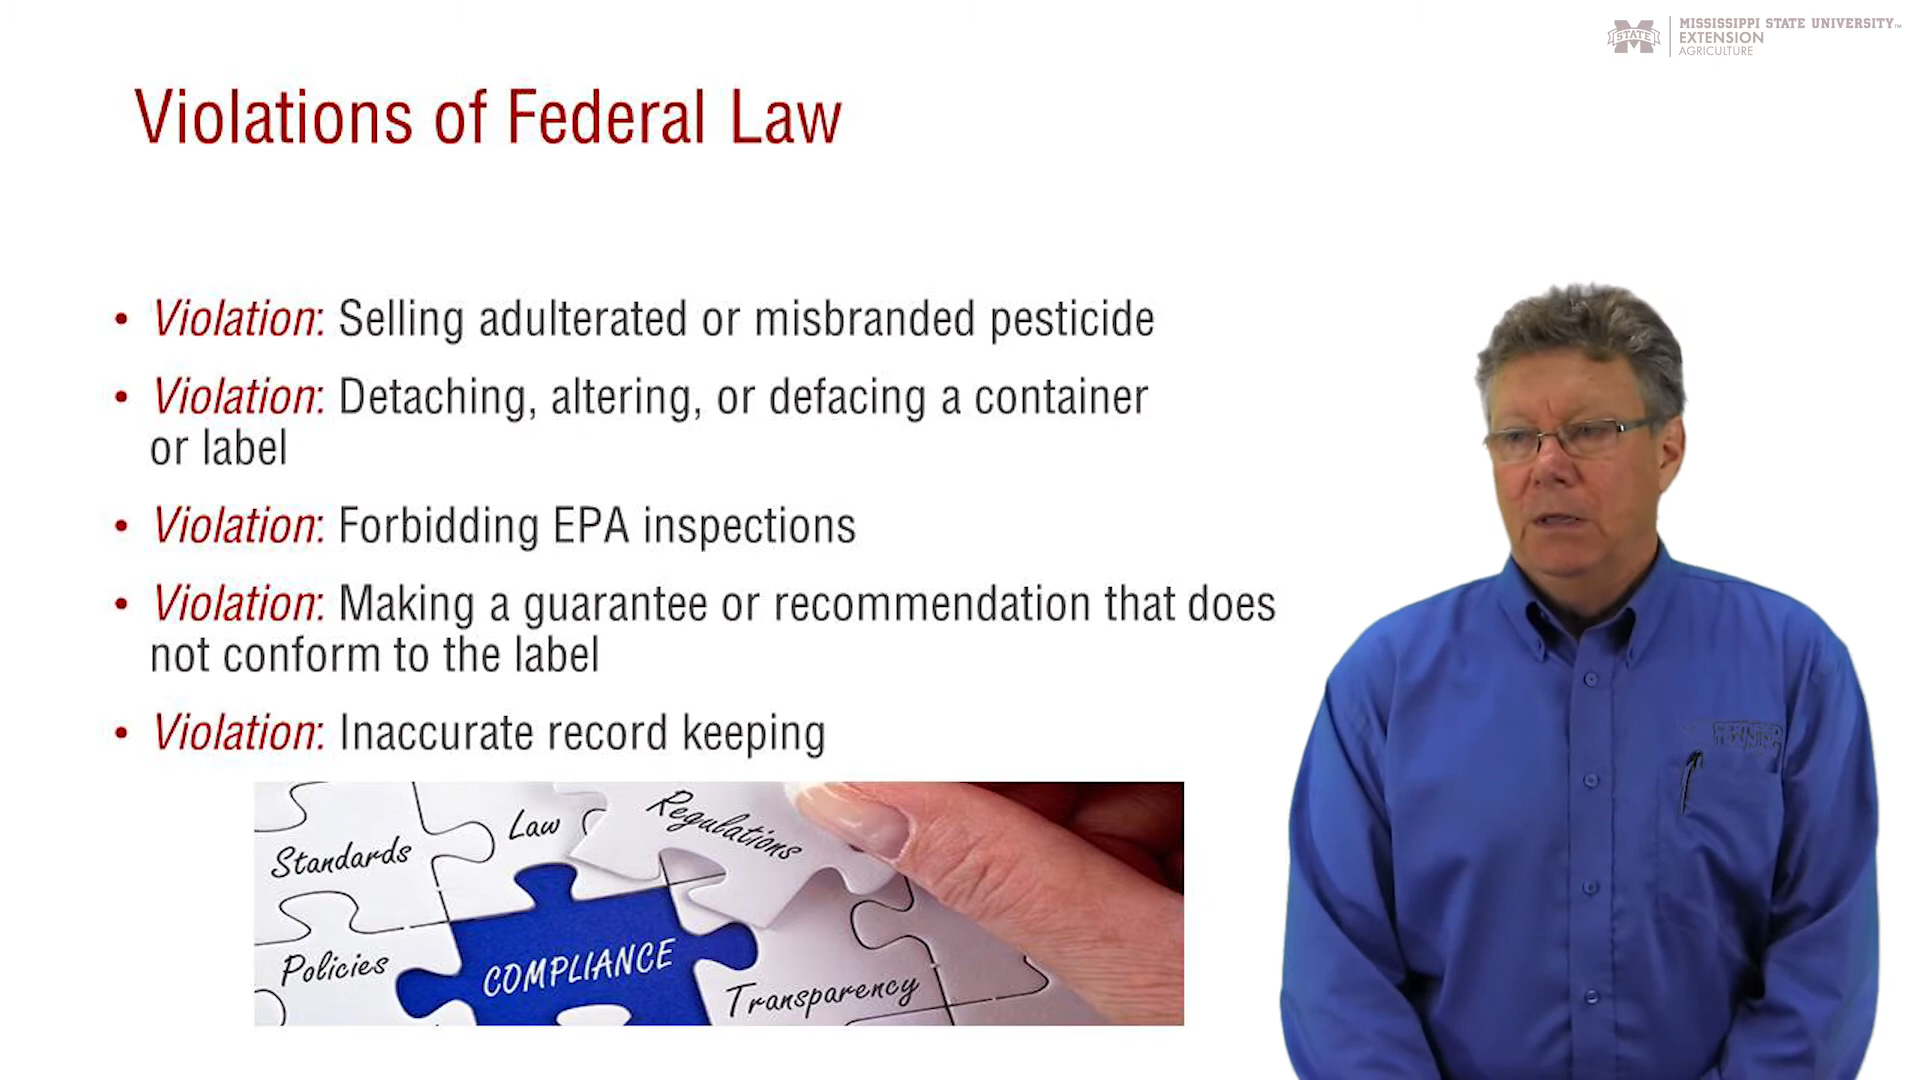 MISSISSIPPI STATE UNIVERSITY™
STATE
EXTENSION
AGRICULTURE
Violations of Federal Law
• Violation: Selling adulterated or misbranded pesticide
• Violation: Detaching, altering, or defacing a container
or label
• Violation: Forbidding EPA inspections
• Violation: Making a guarantee or recommendation that does
not conform to the label
• Violation: Inaccurate record keeping
Law
Regulations
Standards
Policies
COMPLIANCE
Transparency